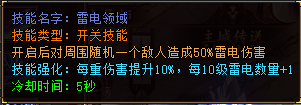 技能名字：雷电领域
技能类型：开关技能
开启后对周围随机一个敌人造成50%雷电伤害
技能强化：每重伤害提升10%，每10级雷电数量+1
冷却时间：5秒